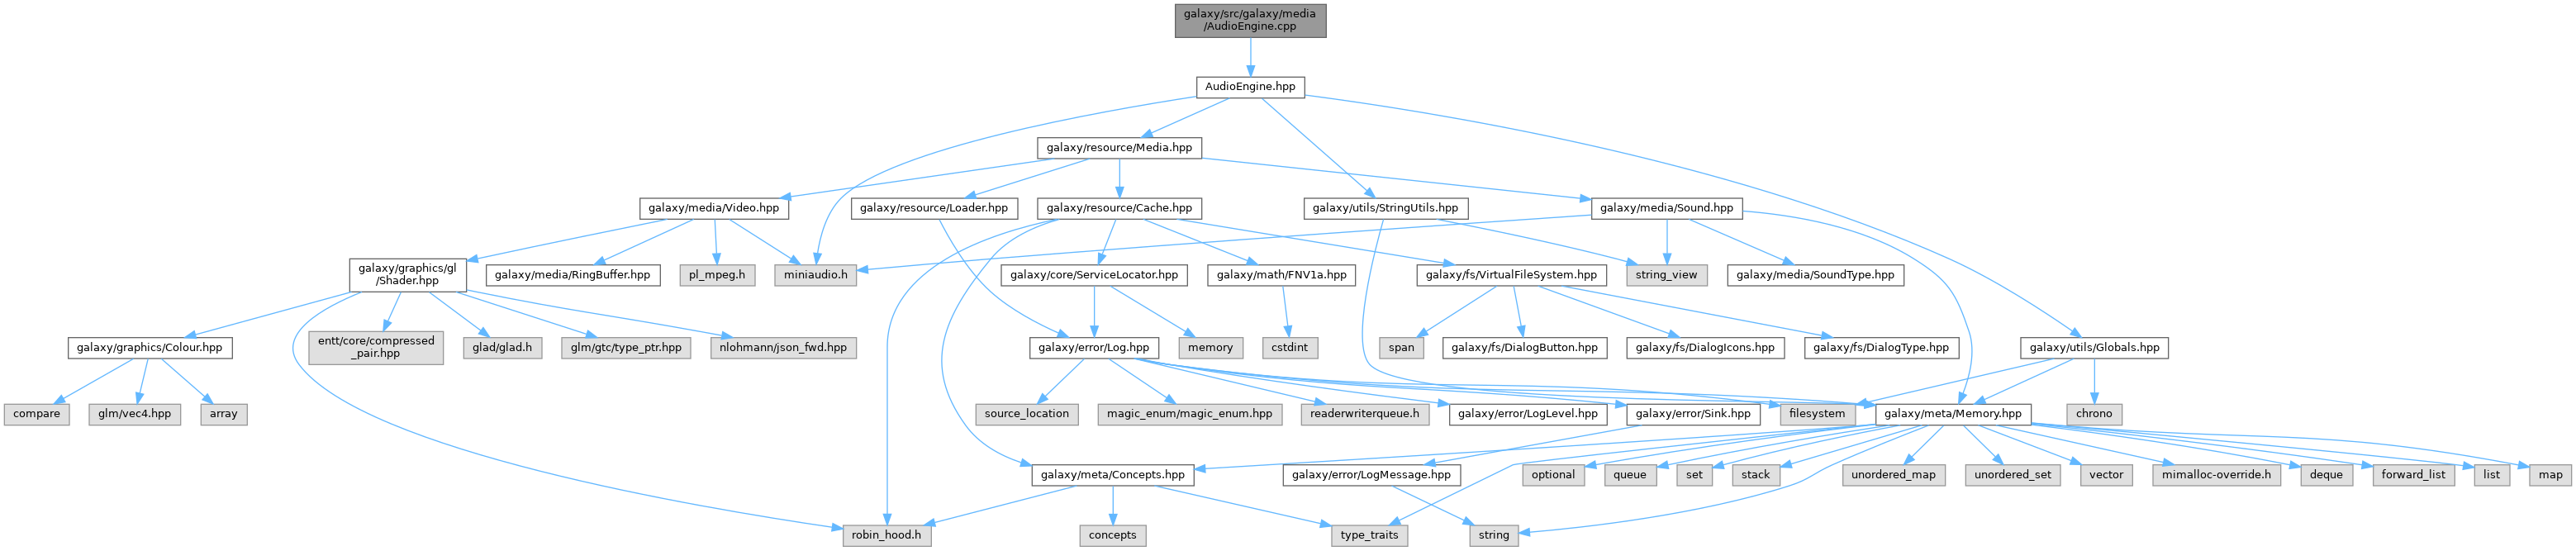 galaxy/src/galaxy/media
/AudioEngine.cpp
AudioEngine.hpp
galaxy/resource/Media.hpp
galaxy/media/Video.hpp
galaxy/resource/Loader.hpp
galaxy/resource/Cache.hpp
galaxy/utils/StringUtils.hpp
galaxy/media/Sound.hpp
galaxy/graphics/gl
/Shader.hpp
galaxy/media/RingBuffer.hpp
pl_mpeg.h
miniaudio.h
galaxy/core/ServiceLocator.hpp
galaxy/math/FNV1a.hpp
galaxy/fs/VirtualFileSystem.hpp
string_view
galaxy/media/SoundType.hpp
galaxy/graphics/Colour.hpp
entt/core/compressed
_pair.hpp
glad/glad.h
glm/gtc/type_ptr.hpp
nlohmann/json_fwd.hpp
galaxy/error/Log.hpp
memory
cstdint
span
galaxy/fs/DialogButton.hpp
galaxy/fs/DialogIcons.hpp
galaxy/fs/DialogType.hpp
galaxy/utils/Globals.hpp
compare
glm/vec4.hpp
array
source_location
magic_enum/magic_enum.hpp
readerwriterqueue.h
galaxy/error/LogLevel.hpp
galaxy/error/Sink.hpp
filesystem
galaxy/meta/Memory.hpp
chrono
galaxy/meta/Concepts.hpp
galaxy/error/LogMessage.hpp
optional
queue
set
stack
unordered_map
unordered_set
vector
mimalloc-override.h
deque
forward_list
list
map
robin_hood.h
concepts
type_traits
string